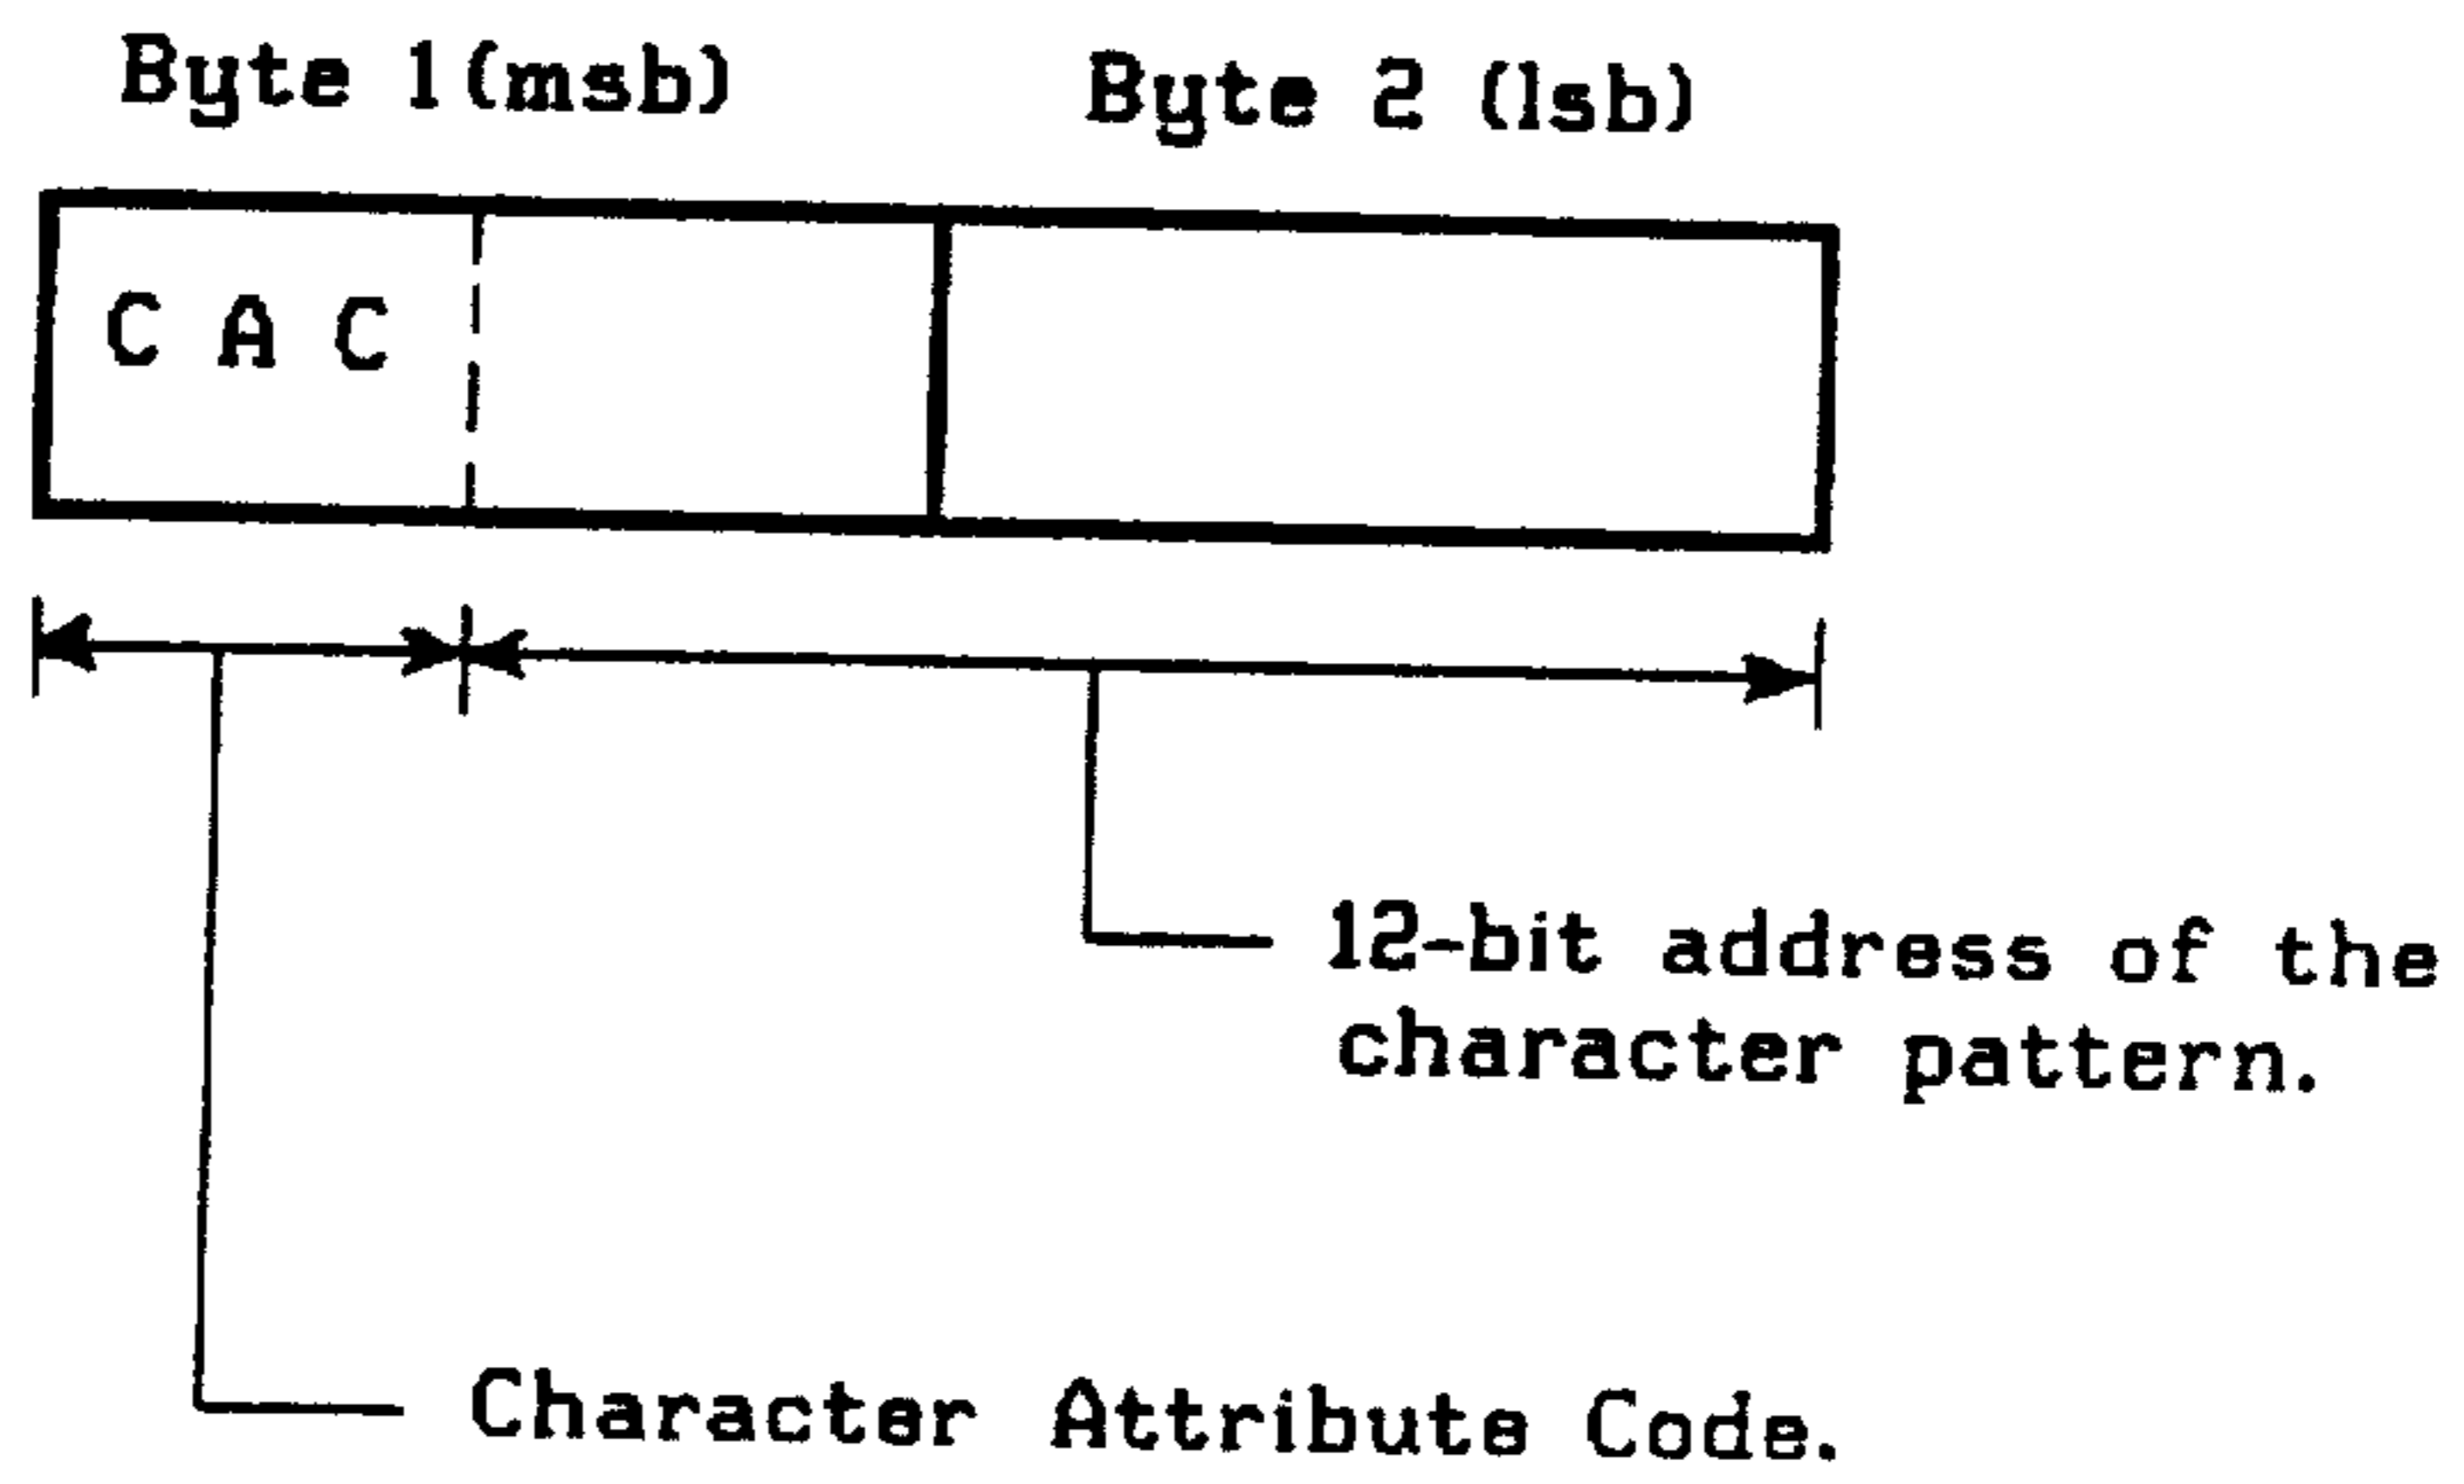 Byte 1(msb) Byte 2 (lsb)
C A C
12-bit address of the
character pattern.
Character Attribute Code.